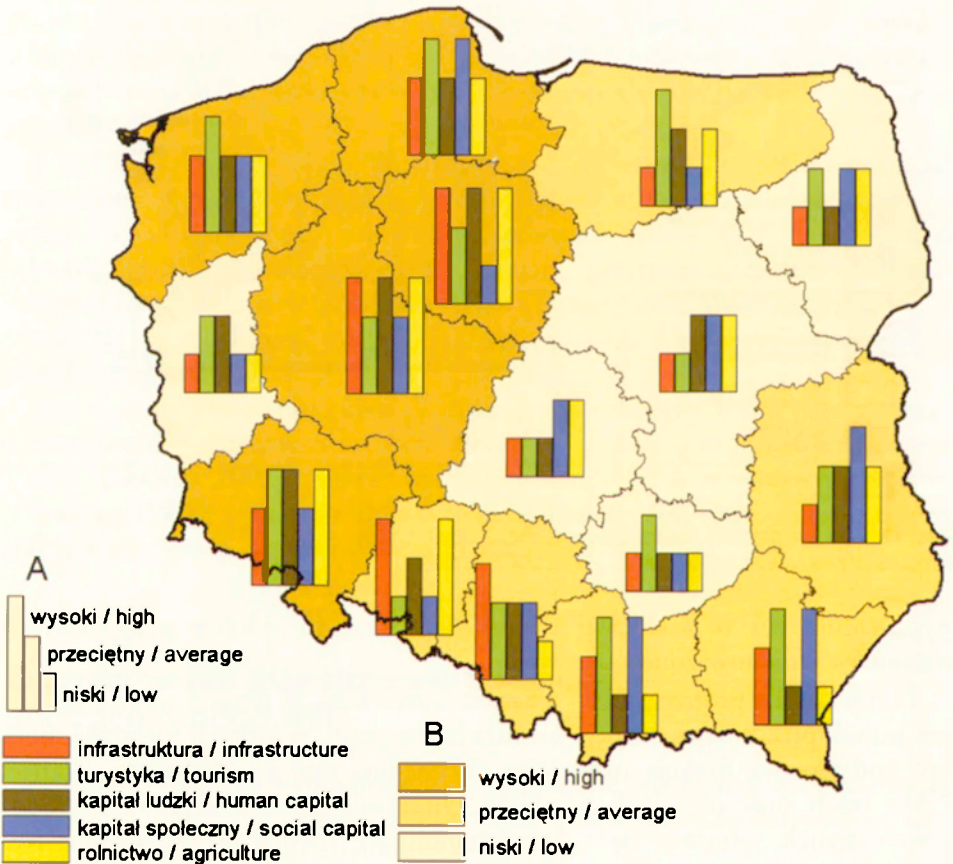 A
wysoki / high
przeciętny / average
niski / low
infrastruktura / infrastructure
turystyka / tourism
kapitał ludzki / human capital
kapitał społeczny / social capital
rolnictwo / agriculture
B
wysoki / high
przeciętny / average
niski / low